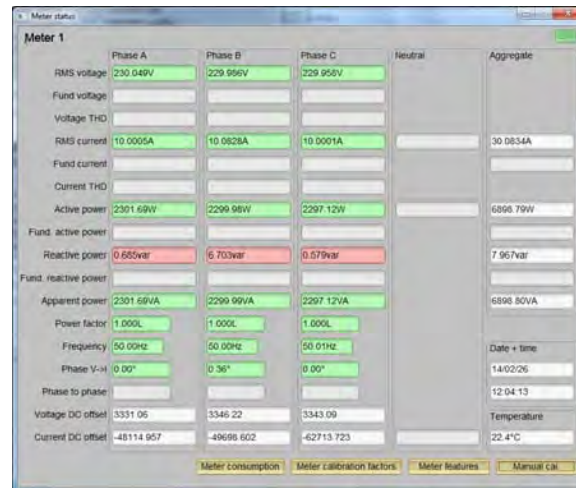 Meter status
Meter 1
Phase A Phase B Phase C Neutral Aggregate
RMS voltage 230.049V 229.986V 229.958V
Fund voltage
Voltage THD
RMS current 10.0005A 10.0828A 10.0001A 30.0834A
Fund current
Current THD
Active power 2301.69W 2299.98W 2297.12W 6898.79W
Fund. active power
Reactive power 0.685var 6.703var 0.579var 7.967var
Fund. reactive power
Apparent power 2301.69VA 2299.99VA 2297.12VA 6898.80VA
Power factor 1.000L 1.000L 1.000L
Frequency 50.00Hz 50.00Hz 50.01Hz Date + time
Phase V->I 0.00° 0.36° 0.00° 14/02/26
Phase to phase 12:04:13
Voltage DC offset 3331.06 3346.22 3343.09 Temperature
Current DC offset -48114.957 -49698.602 -62713.723 22.4°C
Meter consumption Meter calibration factors Meter features Manual cal